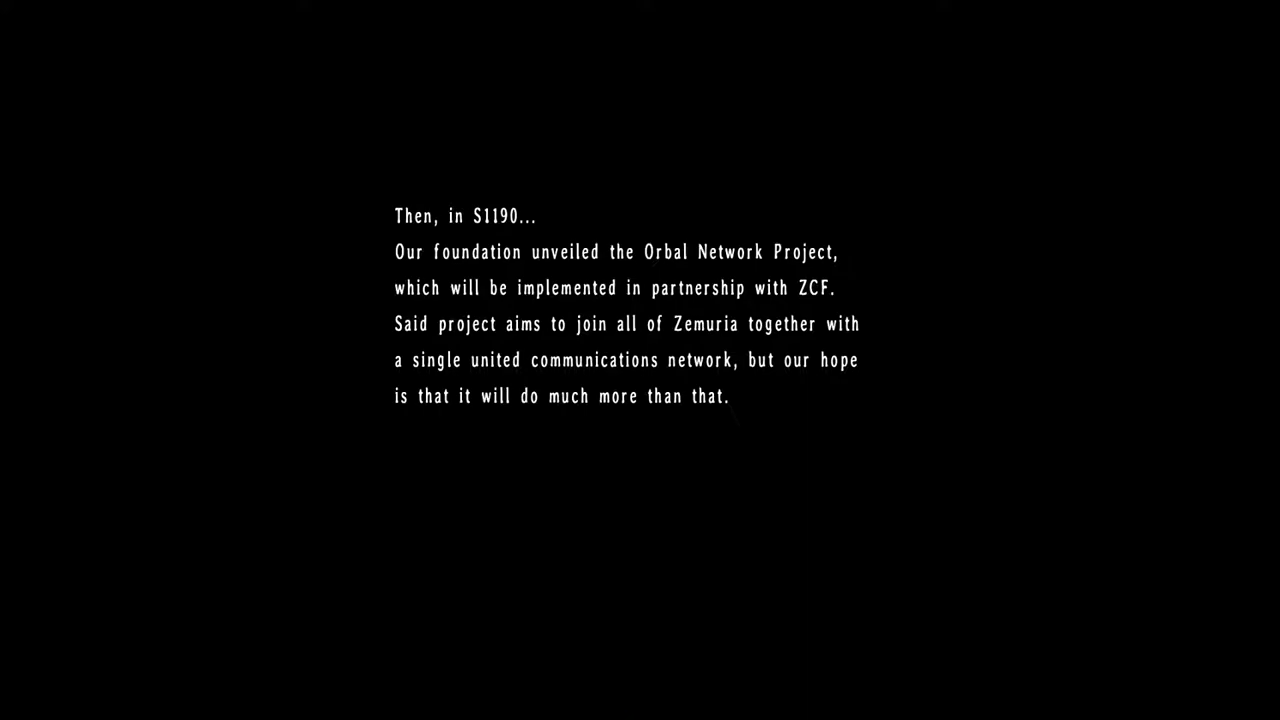 Then, in S1190...
Our foundation unveiled the Orbal Network Project,
which will be implemented in partnership with ZCF.
Said project aims to join all of Zemuria together with
a single united communications network, but our hope
is that it will do much more than that.